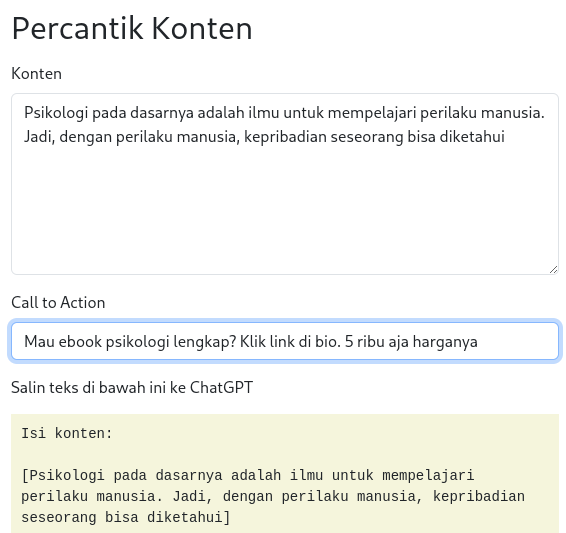 Percantik Konten
Konten
Psikologi pada dasarnya adalah ilmu untuk mempelajari perilaku manusia.
Jadi, dengan perilaku manusia, kepribadian seseorang bisa diketahui
Call to Action
Mau ebook psikologi lengkap? Klik link di bio. 5 ribu aja harganya
Salin teks di bawah ini ke ChatGPT
Isi konten:
[Psikologi pada dasarnya adalah ilmu untuk mempelajari
perilaku manusia. Jadi, dengan perilaku manusia, kepribadian
seseorang bisa diketahui]